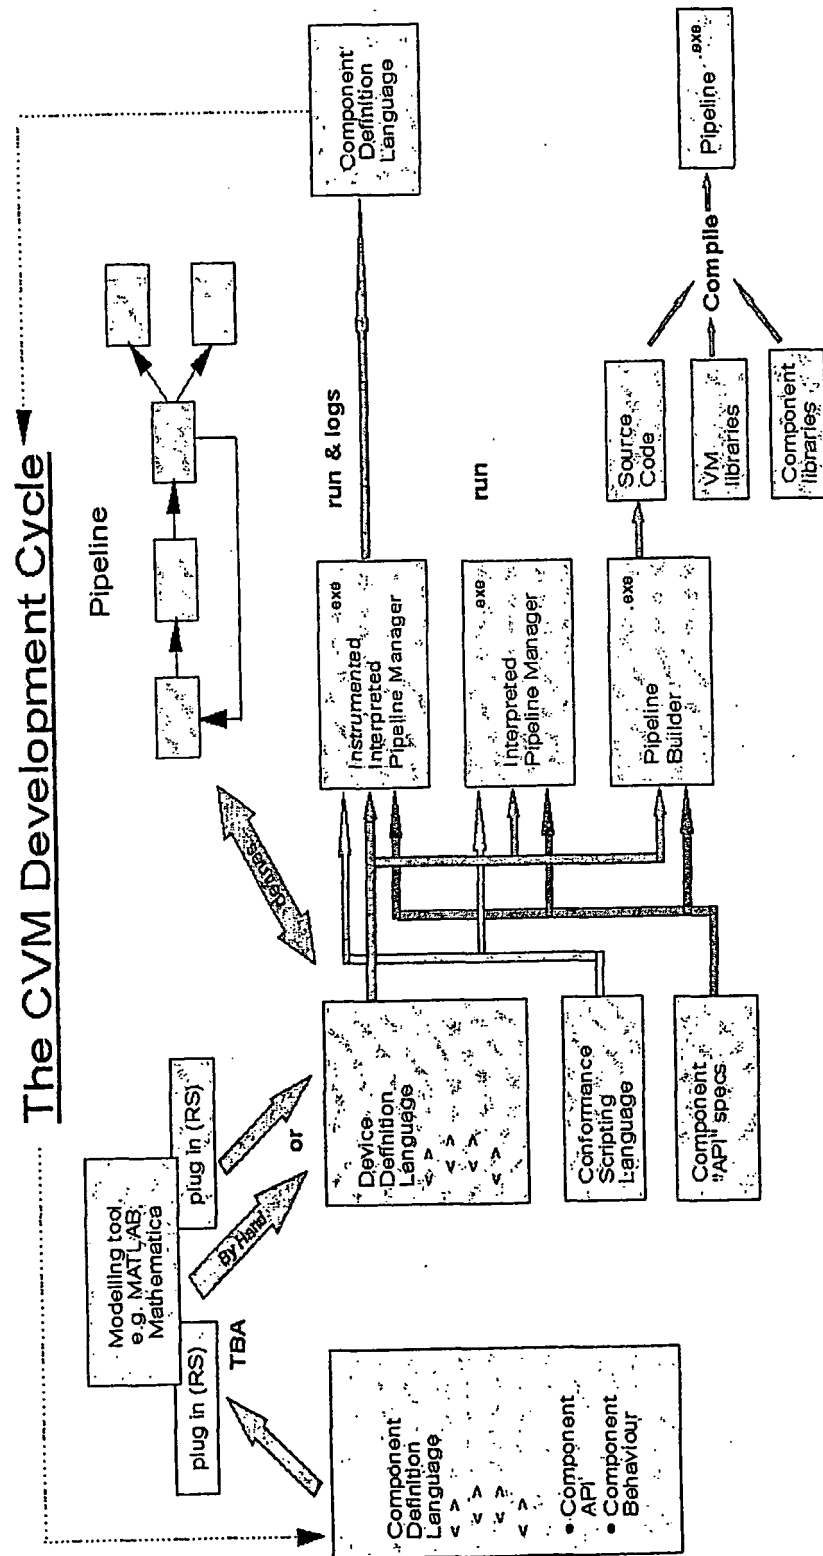 The CVM Development Cycle
Component
Definition
Language
< >
< >
< >
< >
• Component
API
• Component
Behaviour
plug in (RS)
TBA
Modelling tool
e.g. MATLAB,
Mathematica
plug in (RS)
By Hand
or
Device
Definition
Language
< >
< >
< >
< >
Conformance
Scripting
Language
Component
"API" specs.
defines
Pipeline
Instrumented
Interpreted
Pipeline Manager
.exe
Interpreted
Pipeline Manager
.exe
Pipeline
Builder
.exe
run & logs
run
Component
Definition
Language
Source
Code
VM
libraries
Component
libraries
Compile
Pipeline
.exe